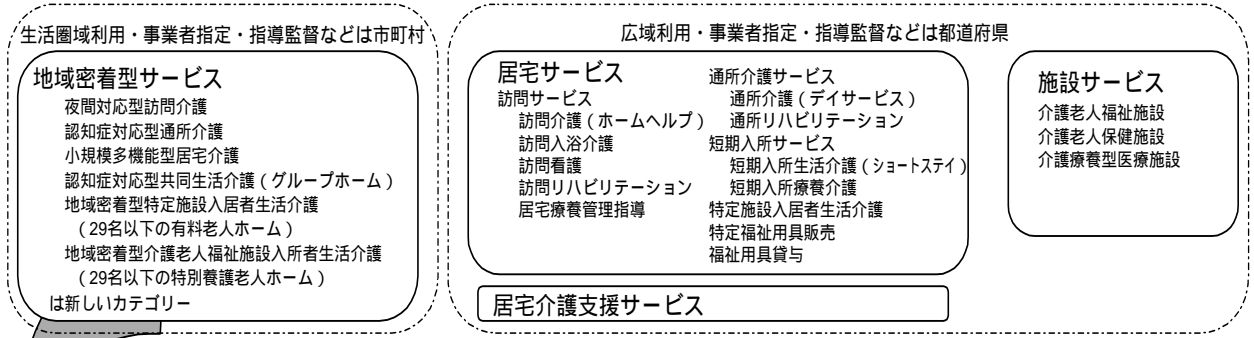 生活圏域利用・事業者指定・指導監督などは市町村
地域密着型サービス
夜間対応型訪問介護
認知症対応型通所介護
小規模多機能型居宅介護
認知症対応型共同生活介護(グループホーム)
地域密着型特定施設入居者生活介護
(29名以下の有料老人ホーム)
地域密着型介護老人福祉施設入所者生活介護
(29名以下の特別養護老人ホーム)
は新しいカテゴリー
広域利用・事業者指定・指導監督などは都道府県
居宅サービス
訪問サービス
訪問介護(ホームヘルプ)
訪問入浴介護
訪問看護
訪問リハビリテーション
居宅療養管理指導
通所介護サービス
通所介護(デイサービス)
通所リハビリテーション
短期入所サービス
短期入所生活介護(ショートステイ)
短期入所療養介護
特定施設入居者生活介護
特定福祉用具販売
福祉用具貸与
居宅介護支援サービス
施設サービス
介護老人福祉施設
介護老人保健施設
介護療養型医療施設